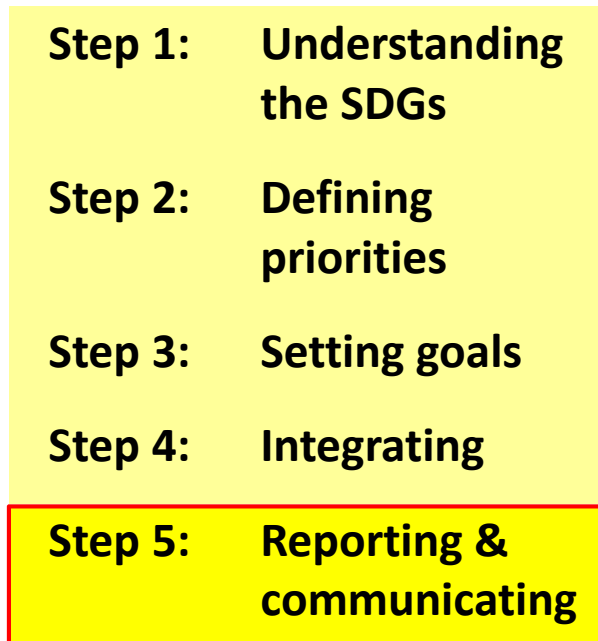 Step 1: Understanding
the SDGs
Step 2: Defining
priorities
Step 3: Setting goals
Step 4: Integrating
Step 5: Reporting &
communicating